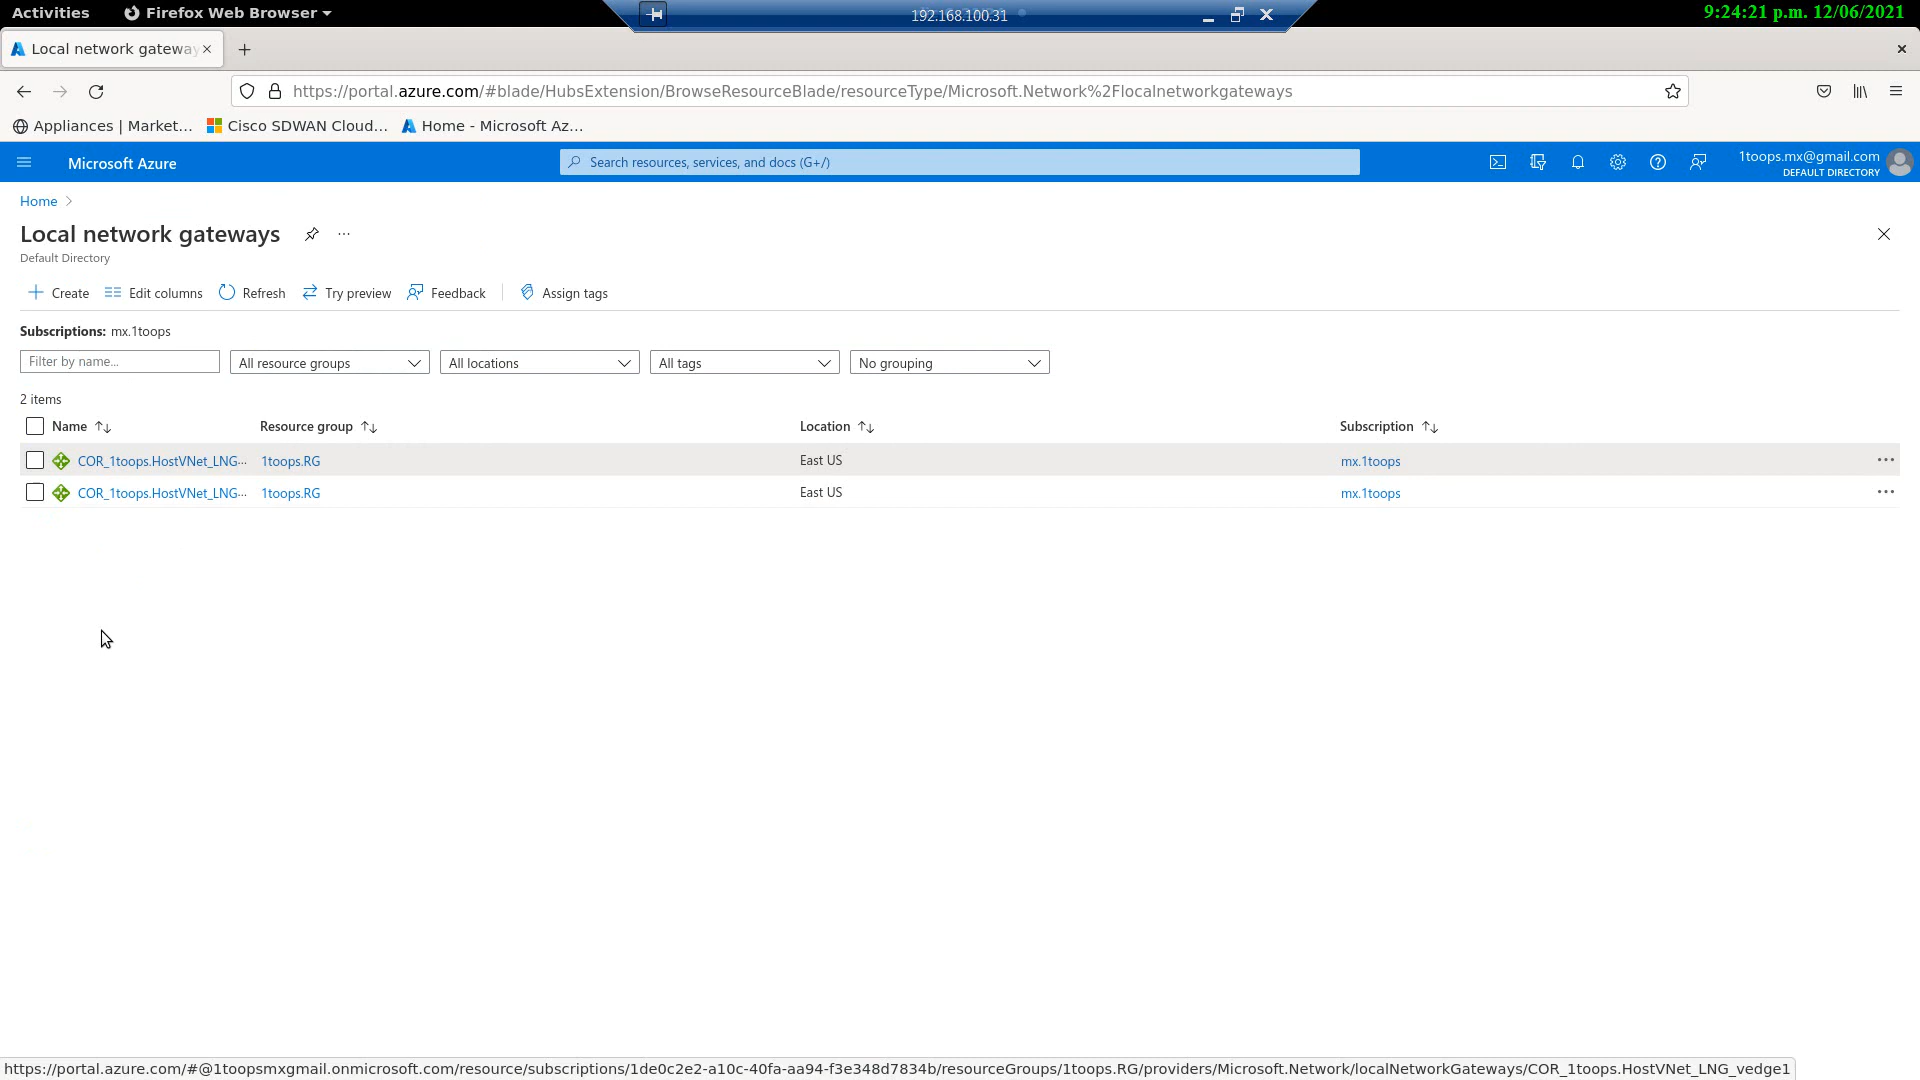 Activities Firefox Web Browser 192.168.100.31 9:24:21 p.m. 12/06/2021
Local network gateway
https://portal.azure.com/#blade/HubsExtension/BrowseResourceBlade/resourceType/Microsoft.Network%2Flocalnetworkgateways
Appliances | Market... Cisco SDWAN Cloud... Home - Microsoft Az...
Microsoft Azure Search resources, services, and docs (G+/) 1toops.mx@gmail.com
DEFAULT DIRECTORY
Home >
Local network gateways ...
Default Directory
Create Edit columns Refresh Try preview Feedback Assign tags
Subscriptions: mx.1toops
Filter by name... All resource groups All locations All tags No grouping
2 items
Name Resource group Location Subscription
COR_1toops.HostVNet_LNG... 1toops.RG East US mx.1toops ...
COR_1toops.HostVNet_LNG... 1toops.RG East US mx.1toops ...
https://portal.azure.com/#@1toopsmxgmail.onmicrosoft.com/resource/subscriptions/1de0c2e2-a10c-40fa-aa94-f3e348d7834b/resourceGroups/1toops.RG/providers/Microsoft.Network/localNetworkGateways/COR_1toops.HostVNet_LNG_vedge1